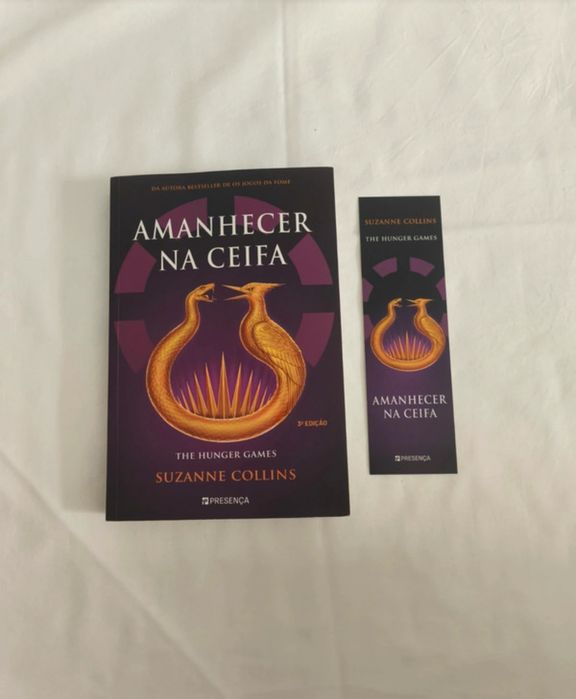 DA AUTORA BESTSELLER DE OS JOGOS DA FOME
AMANHECER
NA CEIFA
3ª EDIÇÃO
THE HUNGER GAMES
SUZANNE COLLINS
PRESENÇA
SUZANNE COLLINS
THE HUNGER GAMES
AMANHECER
NA CEIFA
PRESENÇA